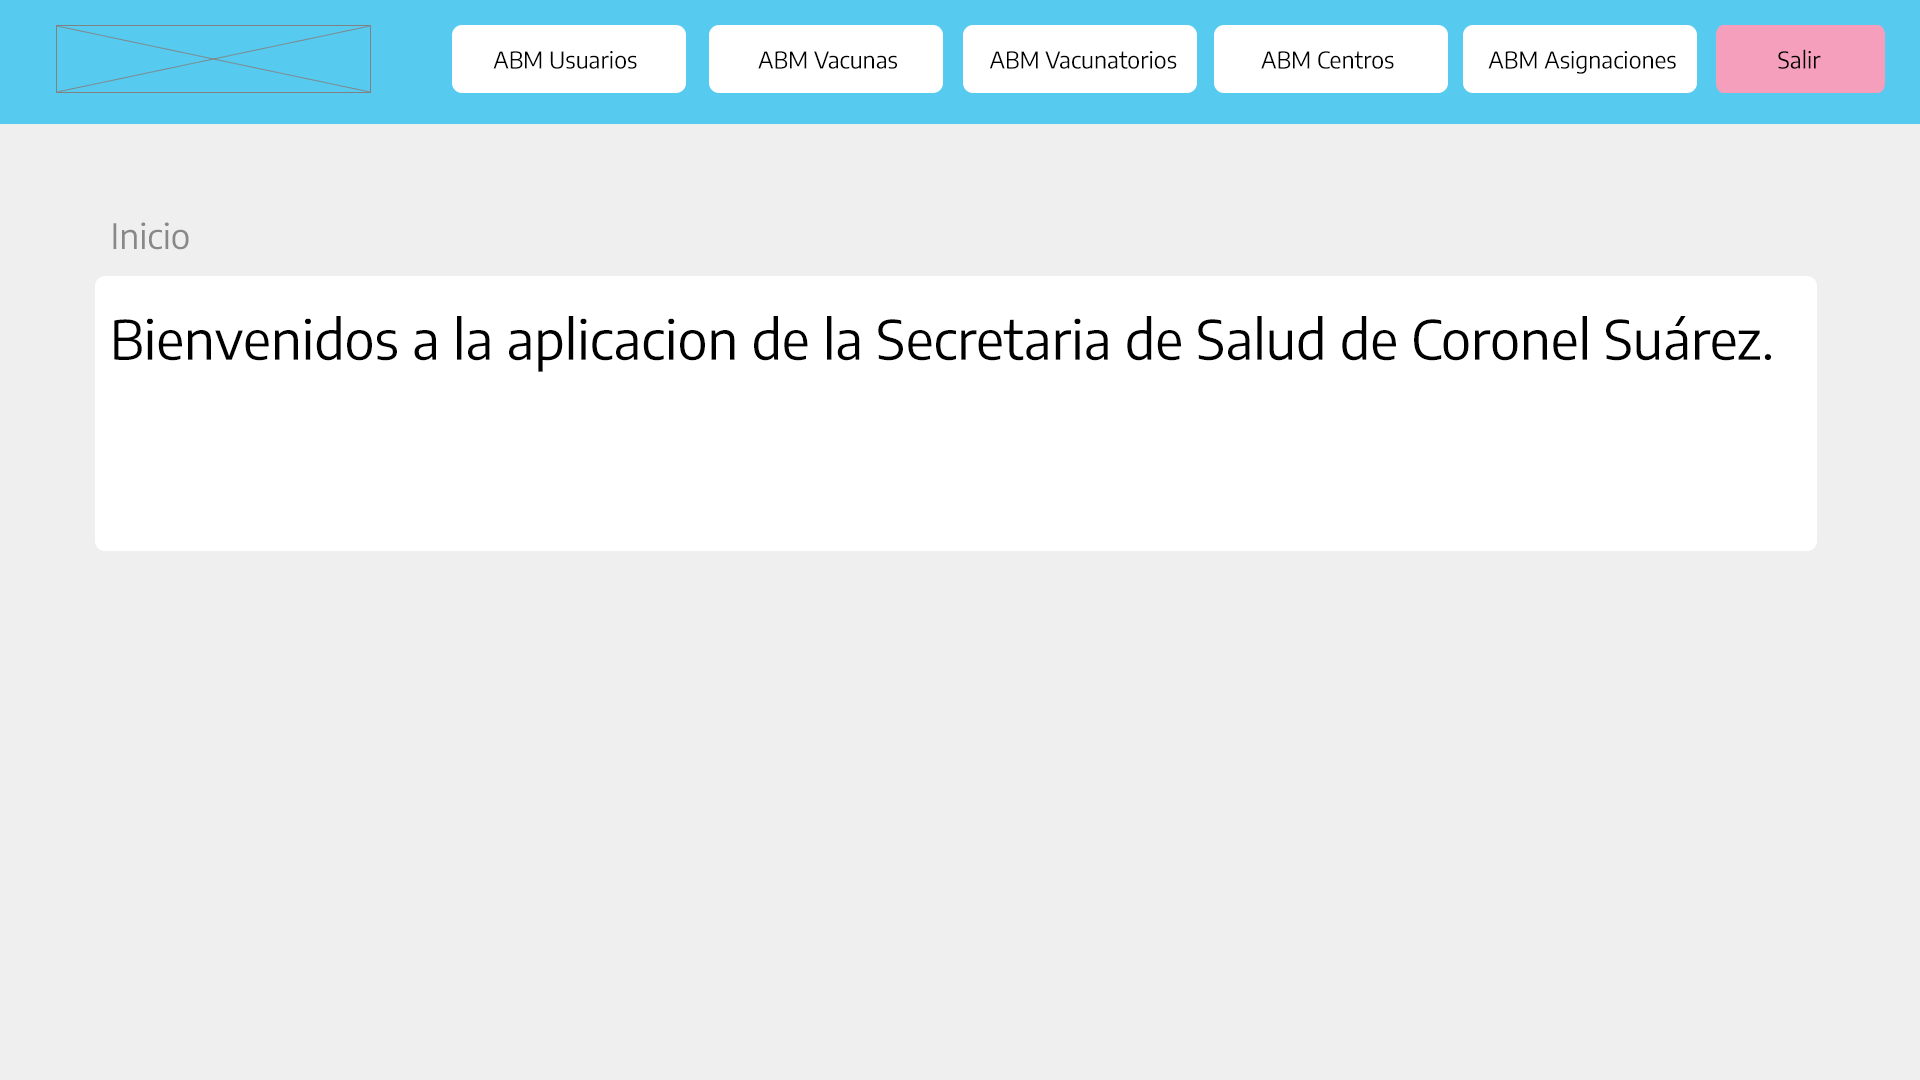 ABM Usuarios
ABM Vacunas
ABM Vacunatorios
ABM Centros
ABM Asignaciones
Salir
Inicio
Bienvenidos a la aplicacion de la Secretaria de Salud de Coronel Suárez.